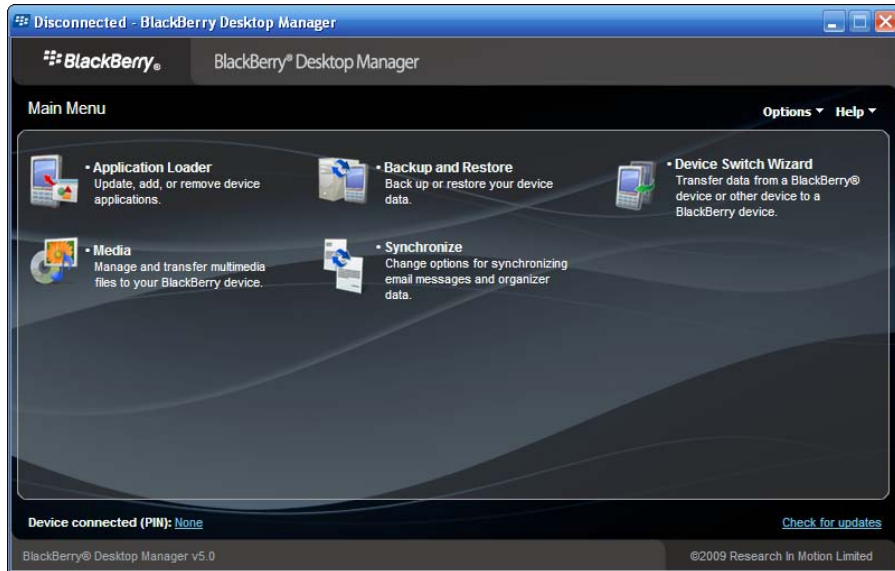 Disconnected - BlackBerry Desktop Manager
BlackBerry®
BlackBerry® Desktop Manager
Main Menu
Options
Help
Application Loader
Update, add, or remove device
applications.
Backup and Restore
Back up or restore your device
data.
Device Switch Wizard
Transfer data from a BlackBerry®
device or other device to a
BlackBerry device.
Media
Manage and transfer multimedia
files to your BlackBerry device.
Synchronize
Change options for synchronizing
email messages and organizer
data.
Device connected (PIN): None
Check for updates
BlackBerry® Desktop Manager v5.0
©2009 Research In Motion Limited